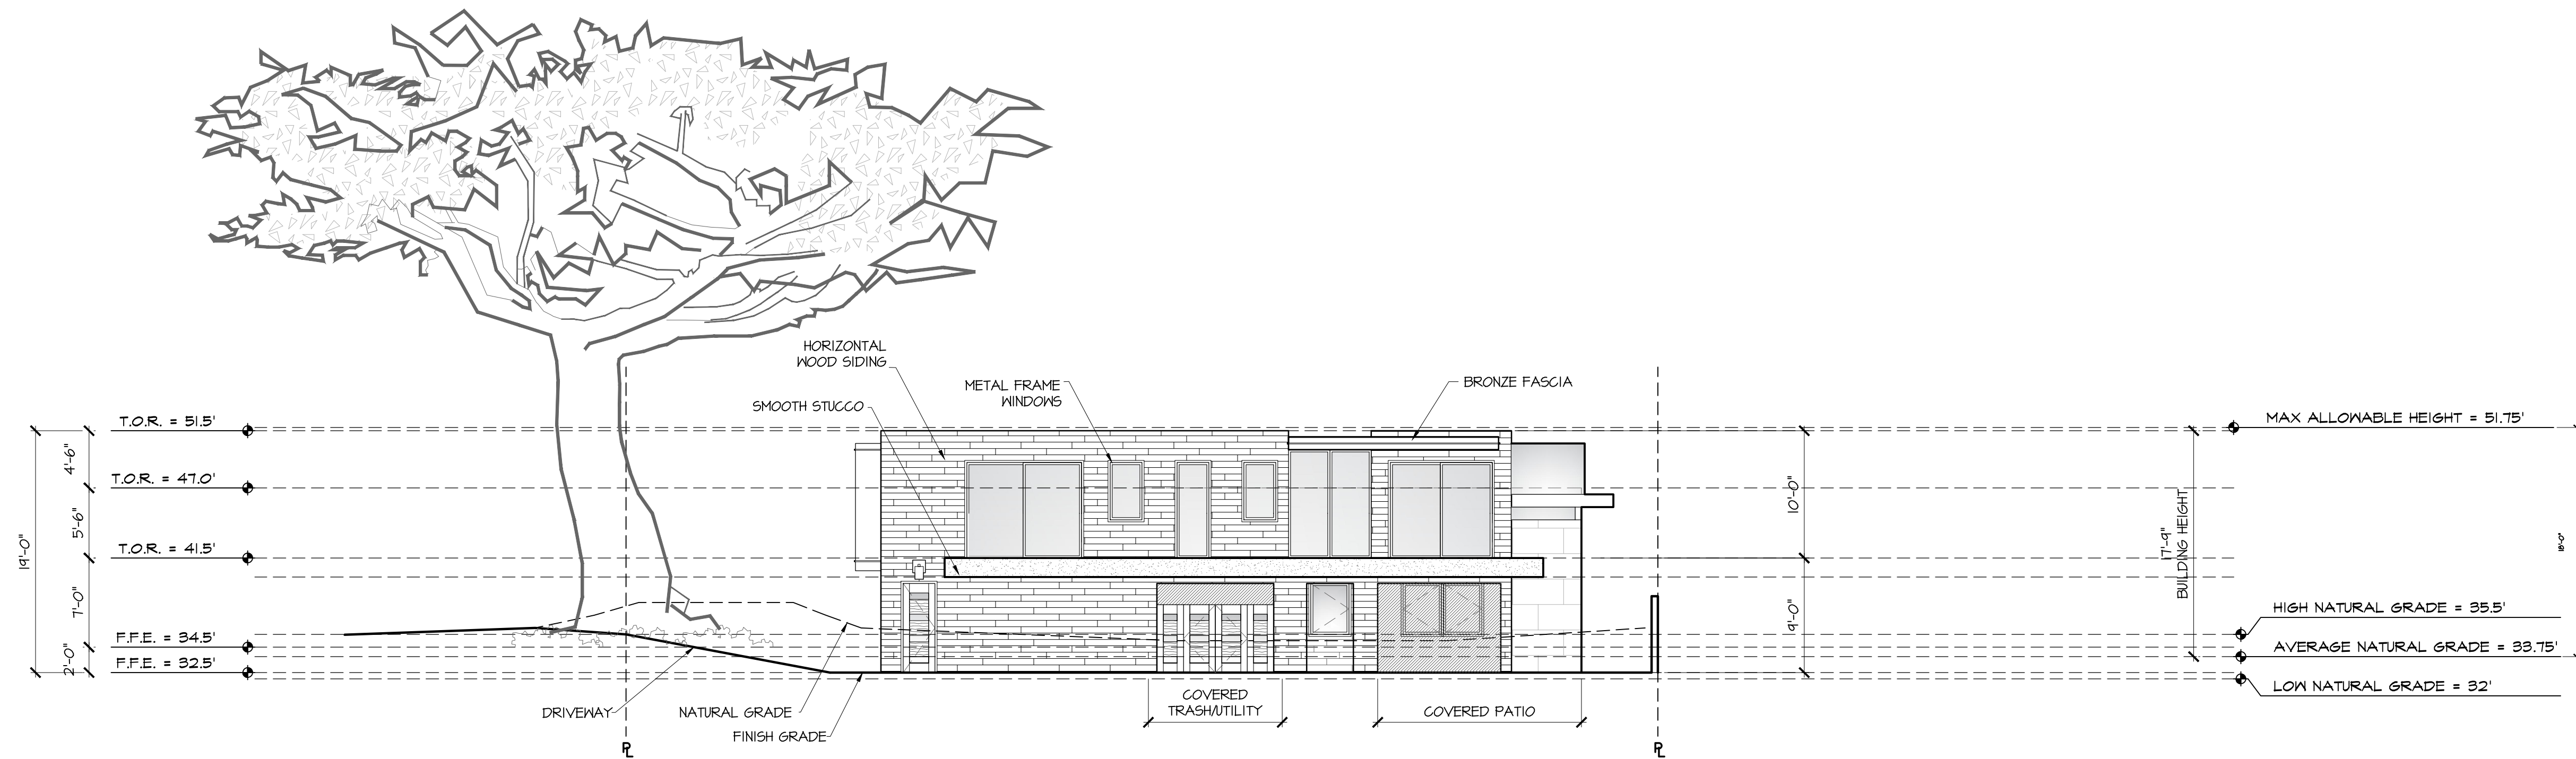 HORIZONTAL
WOOD SIDING
METAL FRAME
WINDOWS
BRONZE FASCIA
SMOOTH STUCCO
T.O.R. = 51.5'
MAX ALLOWABLE HEIGHT = 51.75'
4'-6"
T.O.R. = 47.0'
5'-6"
10'-0"
19'-0"
T.O.R. = 41.5'
17'-9"
BUILDING HEIGHT
18'-0"
7'-0"
9'-0"
HIGH NATURAL GRADE = 35.5'
F.F.E. = 34.5'
AVERAGE NATURAL GRADE = 33.75'
2'-0"
F.F.E. = 32.5'
LOW NATURAL GRADE = 32'
DRIVEWAY
NATURAL GRADE
FINISH GRADE
COVERED
TRASH/UTILITY
COVERED PATIO
PL
PL